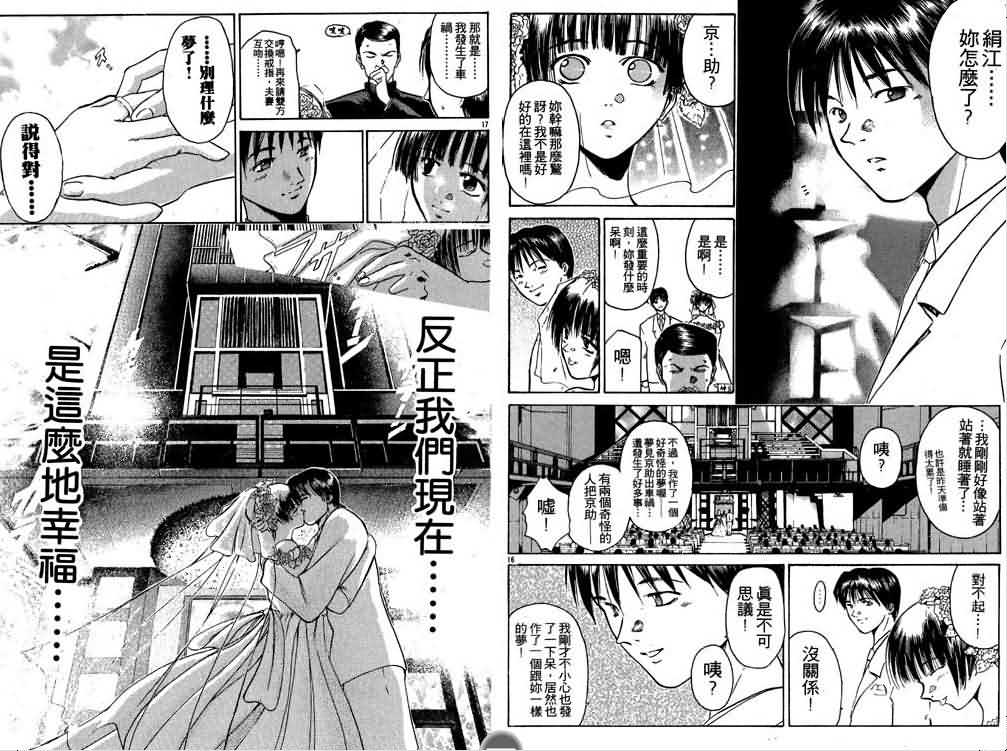 絹江
妳怎麼了？
京…助？
妳幹嘛那麼驚
訝？我不是好
好的在這裡嗎！
是……
是啊！
這麼重要的時
刻，妳發什麼
呆啊！
嗯！
…我剛剛好像站著
站著就睡著了…
也許是昨天準備
得太累了！
咦？
不過，我作了一個
好奇怪的夢喔
夢見京助出車禍…
還發生了好多事…
有兩個奇怪的
人把京助──
噓！
16
對不起…！
……
沒關係！
真是不可
思議！
咦？
我剛才不小心也發
了一下呆，居然也
作了一個跟妳一樣
的夢！
那就是…
我發生了車
禍……
嘿嘿
哼嗯！再來請雙方
交換戒指，夫妻
互吻……
17
……別理什麼
夢了！
說得對……
反正我們現在……
是這麼地幸福……